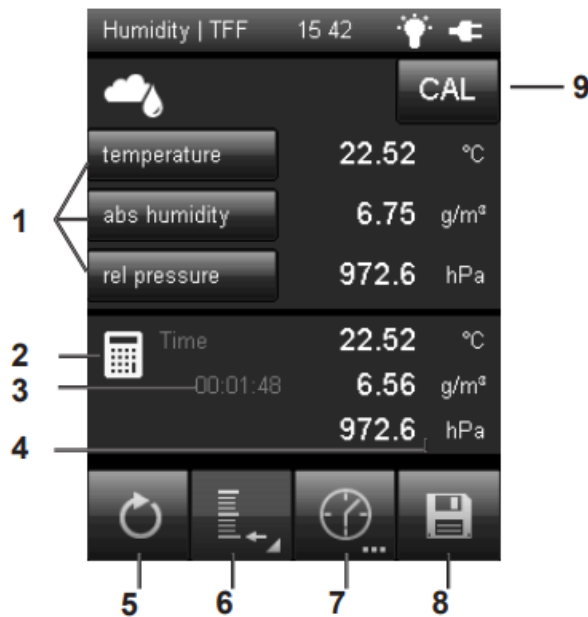 Humidity | TFF 15 42
CAL 9
temperature 22.52 °C
1 abs humidity 6.75 g/m³
rel pressure 972.6 hPa
2 Time 22.52 °C
3 00:01:48 6.56 g/m³
4 972.6 hPa
5 6 7 8